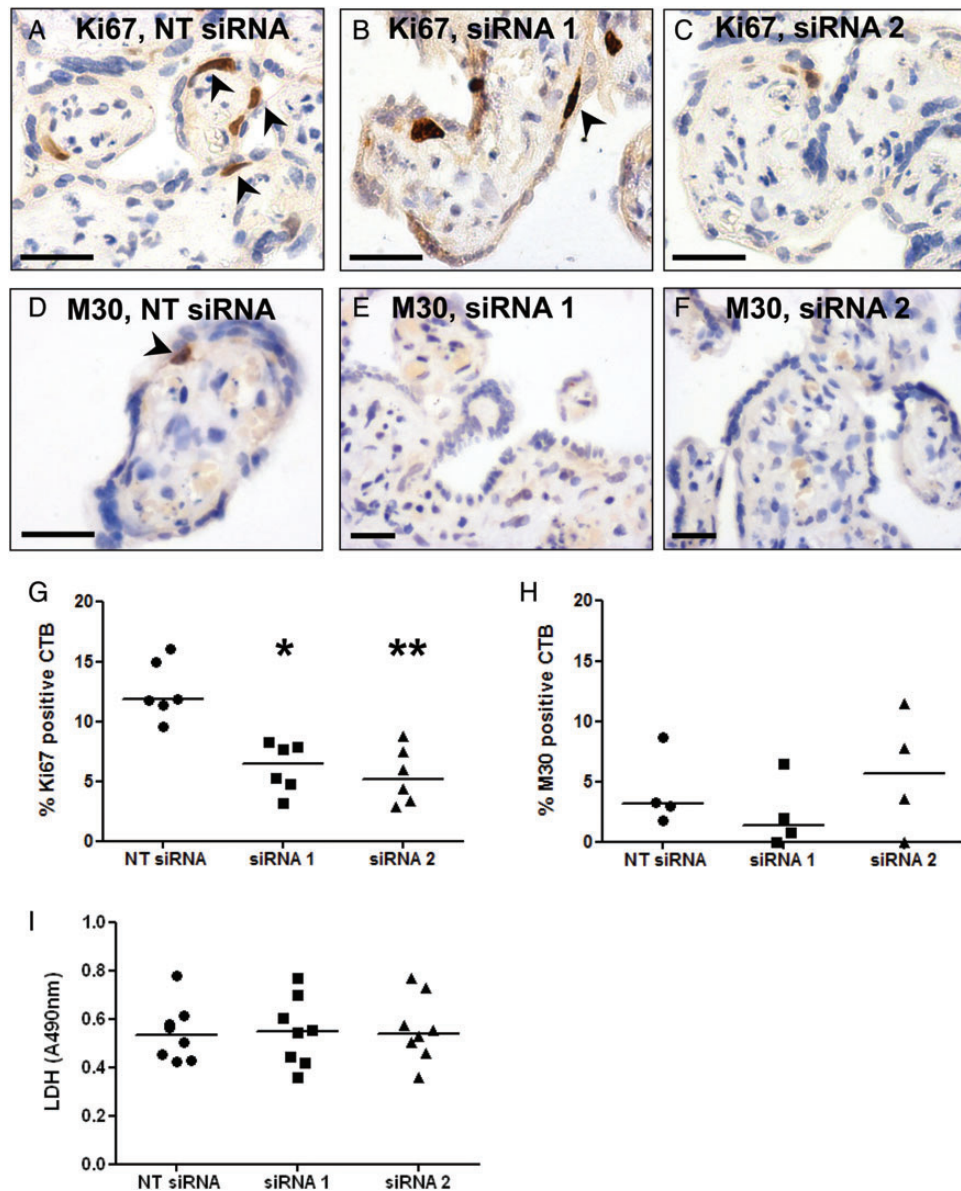 A Ki67, NT siRNA
B Ki67, siRNA 1
C Ki67, siRNA 2
D M30, NT siRNA
E M30, siRNA 1
F M30, siRNA 2
G
% Ki67 positive CTB
20
15
10
5
0
* **
NT siRNA siRNA 1 siRNA 2
H
% M30 positive CTB
20
15
10
5
0
NT siRNA siRNA 1 siRNA 2
I
LDH (A490nm)
1.0
0.8
0.6
0.4
0.2
0.0
NT siRNA siRNA 1 siRNA 2